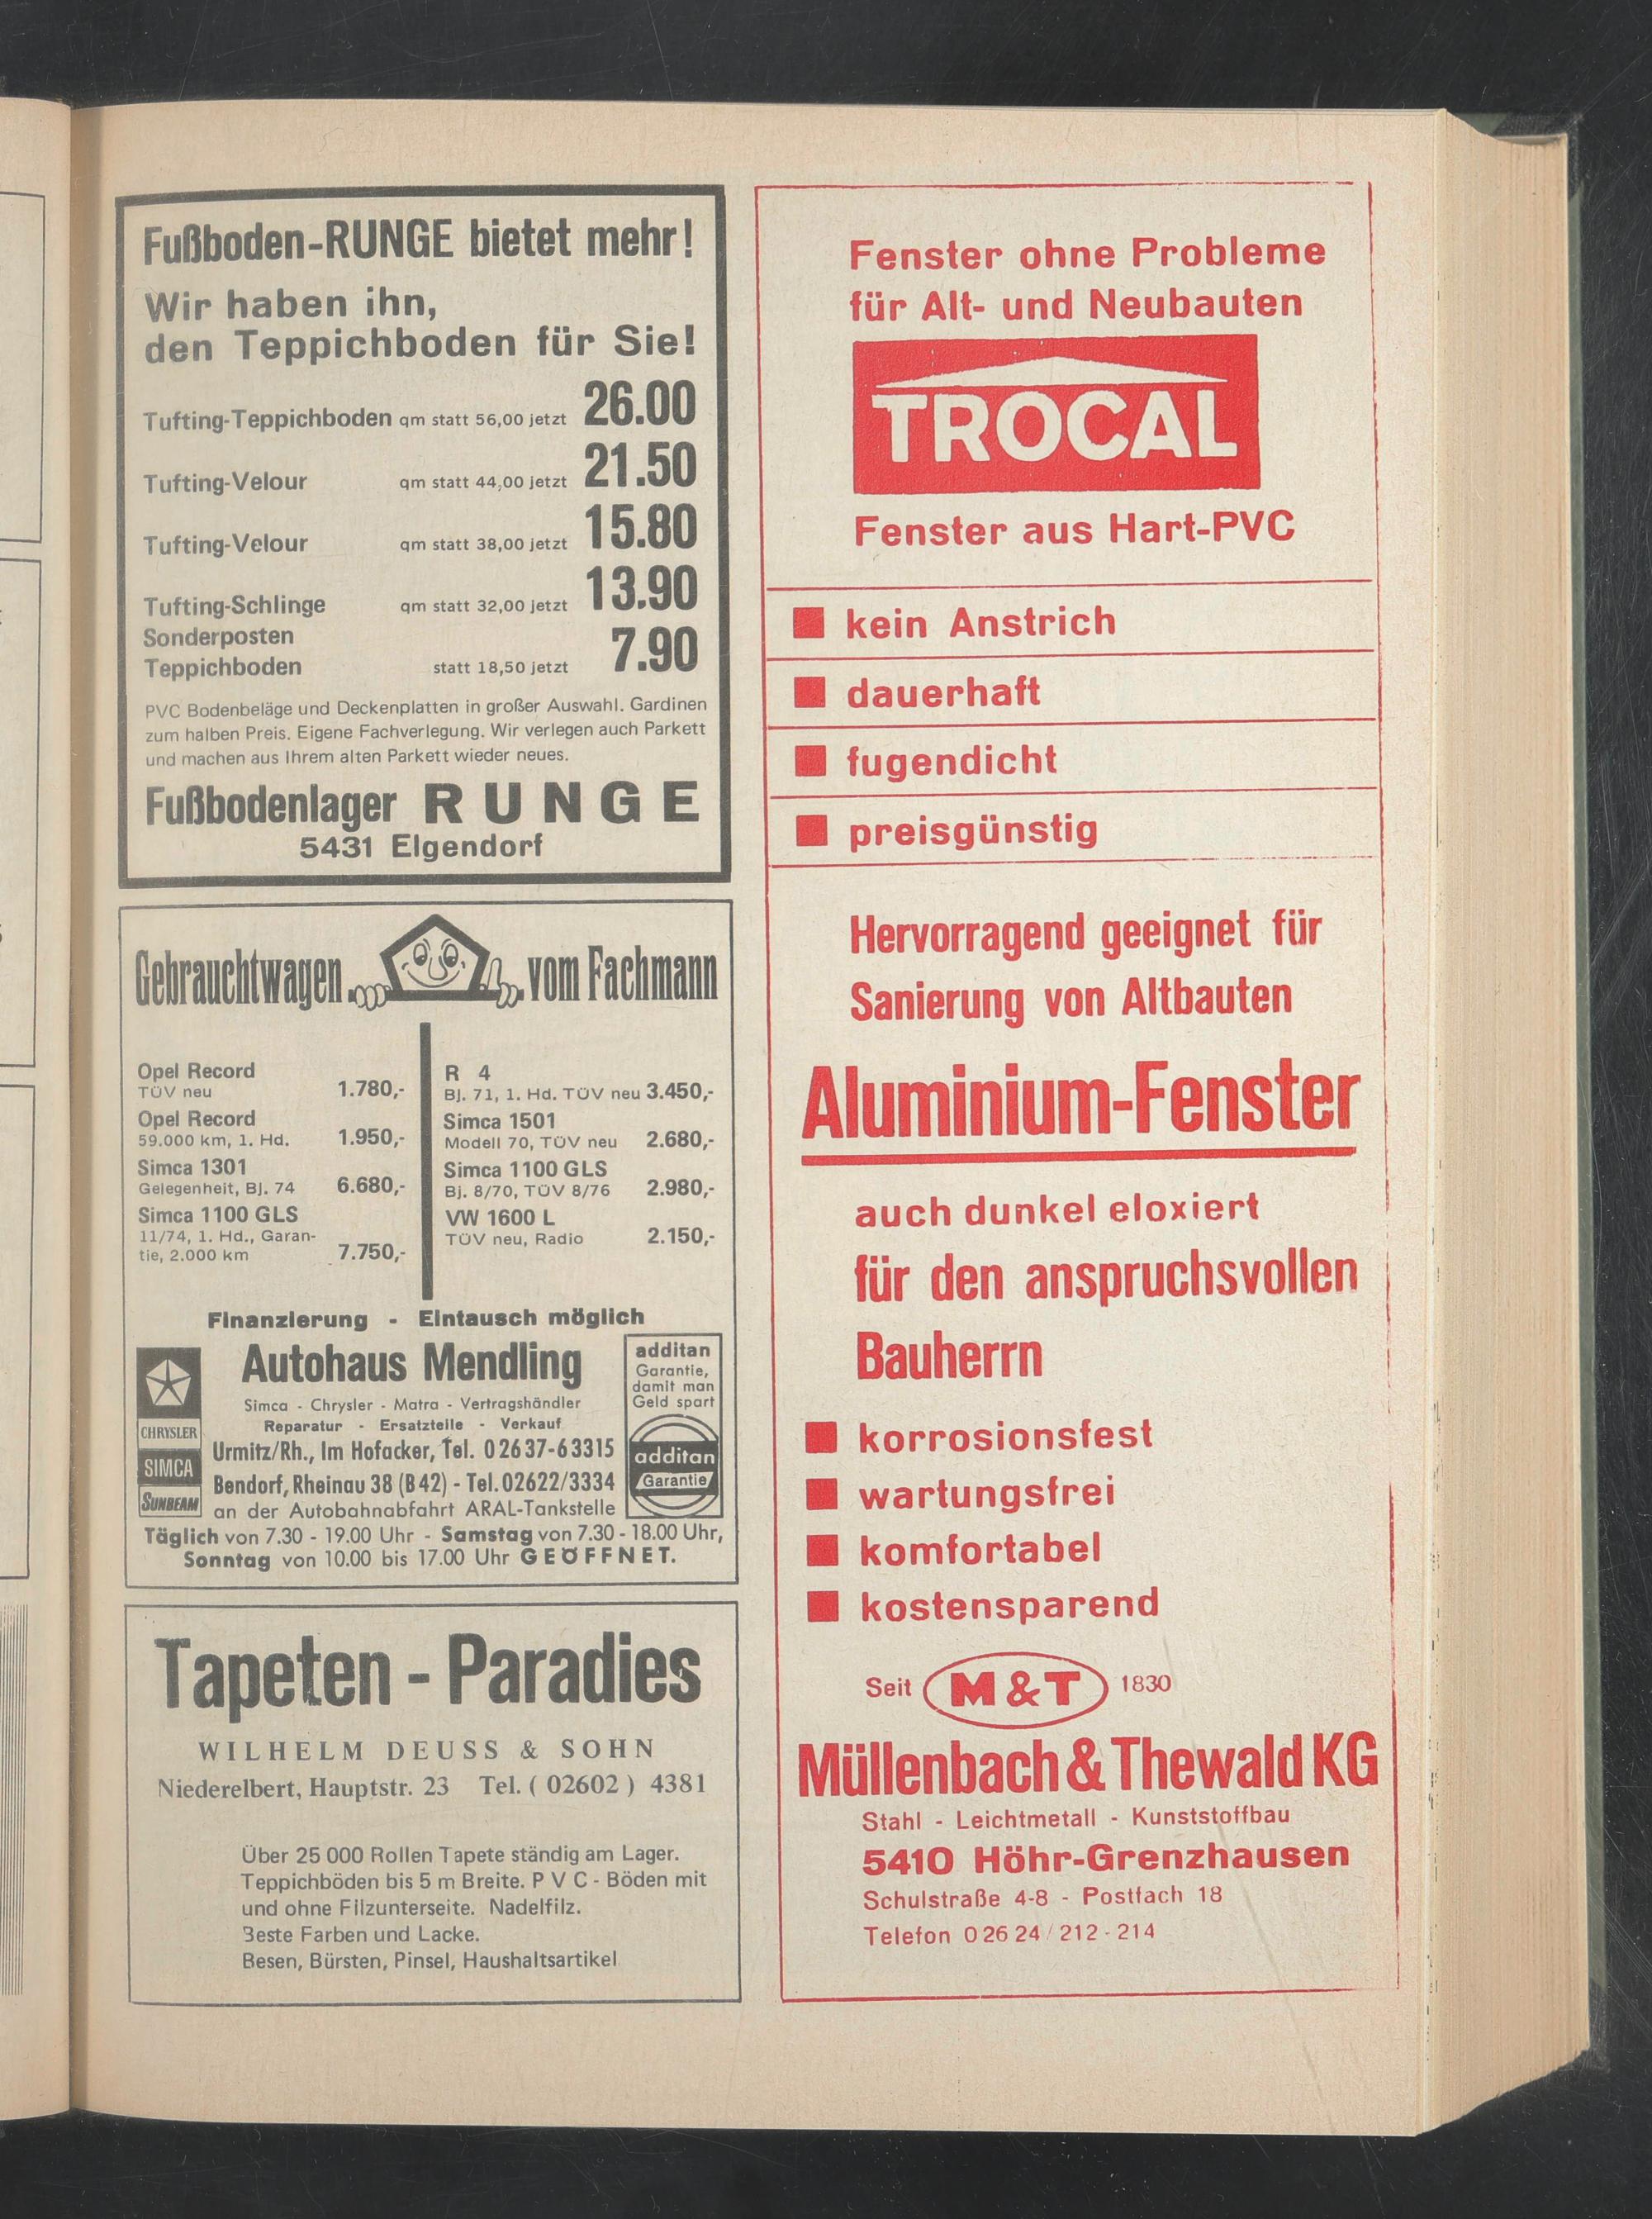 Fußboden-RUNGE bietet mehr!
Wir haben ihn,
den Teppichboden für Sie!
Tufting-Teppichboden qm statt 56,00 jetzt 26.00
Tufting-Velour qm statt 44,00 jetzt 21.50
Tufting-Velour qm statt 38,00 jetzt 15.80
Tufting-Schlinge qm statt 32,00 jetzt 13.90
Sonderposten
Teppichboden statt 18,50 jetzt 7.90
PVC Bodenbeläge und Deckenplatten in großer Auswahl. Gardinen
zum halben Preis. Eigene Fachverlegung. Wir verlegen auch Parkett
und machen aus Ihrem alten Parkett wieder neues.
Fußbodenlager RUNGE
5431 Elgendorf
Gebrauchtwagen vom Fachmann
Opel Record
TÜV neu 1.780,-
Opel Record
59.000 km, 1. Hd. 1.950,-
Simca 1301
Gelegenheit, Bj. 74 6.680,-
Simca 1100 GLS
11/74, 1. Hd., Garan-
tie, 2.000 km 7.750,-
R 4
Bj. 71, 1. Hd. TÜV neu 3.450,-
Simca 1501
Modell 70, TÜV neu 2.680,-
Simca 1100 GLS
Bj. 8/70, TÜV 8/76 2.980,-
VW 1600 L
TÜV neu, Radio 2.150,-
Finanzierung - Eintausch möglich
Autohaus Mendling
Simca - Chrysler - Matra - Vertragshändler
Reparatur - Ersatzteile - Verkauf
Urmitz/Rh., Im Hofacker, Tel. 02637-63315
Bendorf, Rheinau 38 (B 42) - Tel. 02622/3334
an der Autobahnabfahrt ARAL-Tankstelle
CHRYSLER
SIMCA
SUNBEAM
additan
Garantie,
damit man
Geld spart
additan
Garantie
Täglich von 7.30 - 19.00 Uhr - Samstag von 7.30 - 18.00 Uhr,
Sonntag von 10.00 bis 17.00 Uhr GEÖFFNET.
Tapeten - Paradies
WILHELM DEUSS & SOHN
Niederelbert, Hauptstr. 23 Tel. ( 02602 ) 4381
Über 25 000 Rollen Tapete ständig am Lager.
Teppichböden bis 5 m Breite. P V C - Böden mit
und ohne Filzunterseite. Nadelfilz.
Beste Farben und Lacke.
Besen, Bürsten, Pinsel, Haushaltsartikel
Fenster ohne Probleme
für Alt- und Neubauten
TROCAL
Fenster aus Hart-PVC
kein Anstrich
dauerhaft
fugendicht
preisgünstig
Hervorragend geeignet für
Sanierung von Altbauten
Aluminium-Fenster
auch dunkel eloxiert
für den anspruchsvollen
Bauherrn
korrosionsfest
wartungsfrei
komfortabel
kostensparend
Seit M & T 1830
Müllenbach & Thewald KG
Stahl - Leichtmetall - Kunststoffbau
5410 Höhr-Grenzhausen
Schulstraße 4-8 - Postfach 18
Telefon 0 26 24 / 212 - 214